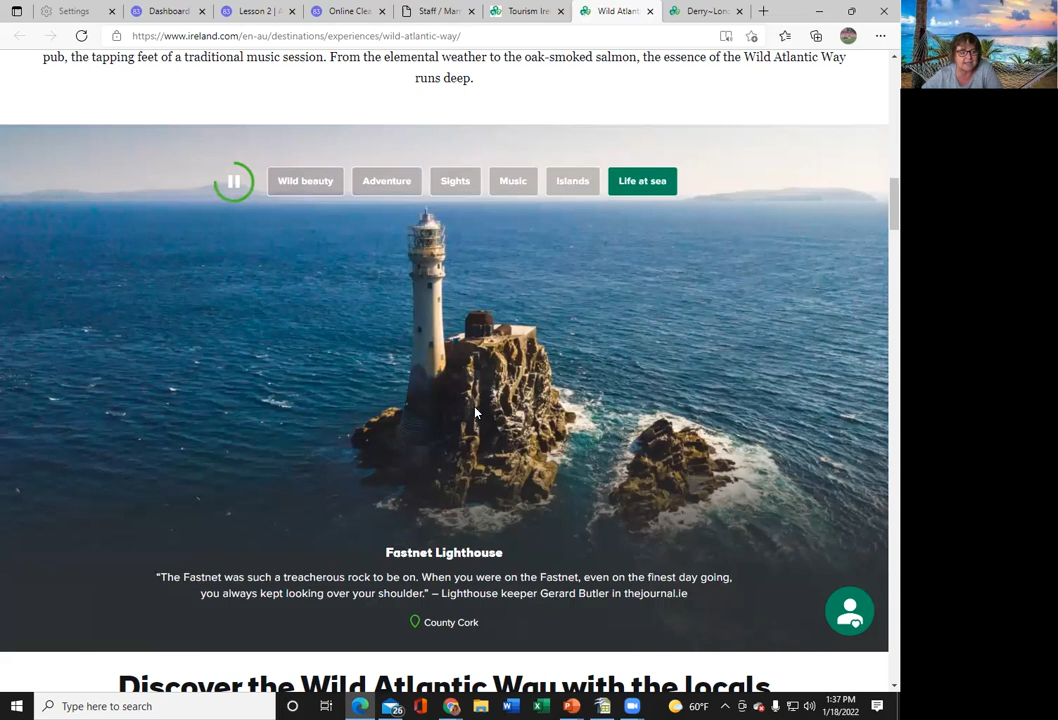 Settings
Dashboard
Lesson 2 | A
Online Clea
Staff / Man
Tourism Ire
Wild Atlant
Derry~Lon
https://www.ireland.com/en-au/destinations/experiences/wild-atlantic-way/
pub, the tapping feet of a traditional music session. From the elemental weather to the oak-smoked salmon, the essence of the Wild Atlantic Way
runs deep.
Wild beauty
Adventure
Sights
Music
Islands
Life at sea
Fastnet Lighthouse
“The Fastnet was such a treacherous rock to be on. When you were on the Fastnet, even on the finest day going,
you always kept looking over your shoulder.” – Lighthouse keeper Gerard Butler in thejournal.ie
County Cork
Discover the Wild Atlantic Way with the locals
Type here to search
26
60°F
1:37 PM
1/18/2022